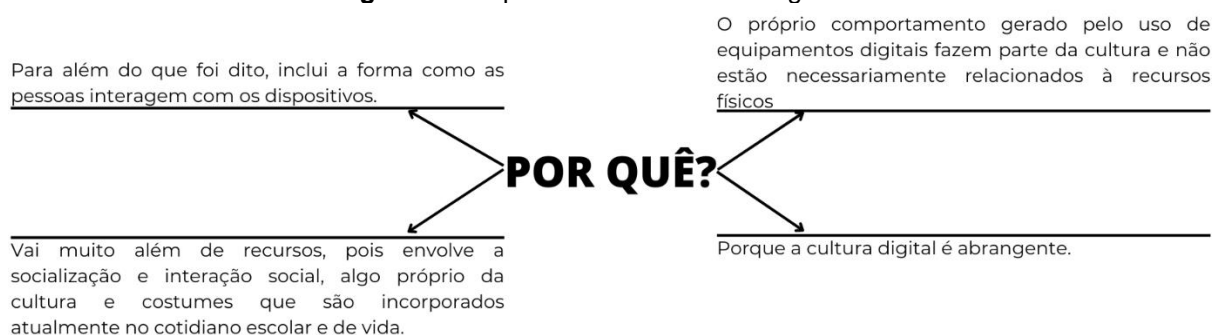 O próprio comportamento gerado pelo uso de
equipamentos digitais fazem parte da cultura e não
estão necessariamente relacionados à recursos
físicos
Para além do que foi dito, inclui a forma como as
pessoas interagem com os dispositivos.
POR QUÊ?
Vai muito além de recursos, pois envolve a
socialização e interação social, algo próprio da
cultura e costumes que são incorporados
atualmente no cotidiano escolar e de vida.
Porque a cultura digital é abrangente.